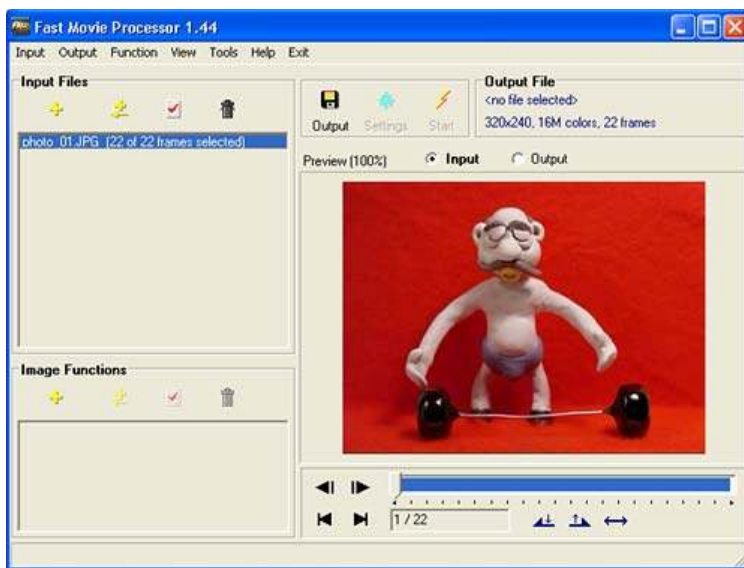 Fast Movie Processor 1.44
Input Output Function View Tools Help Exit
Input Files
photo_01.JPG (22 of 22 frames selected)
Output Settings Start
Output File
<no file selected>
320x240, 16M colors, 22 frames
Preview (100%) Input Output
Image Functions
1 / 22